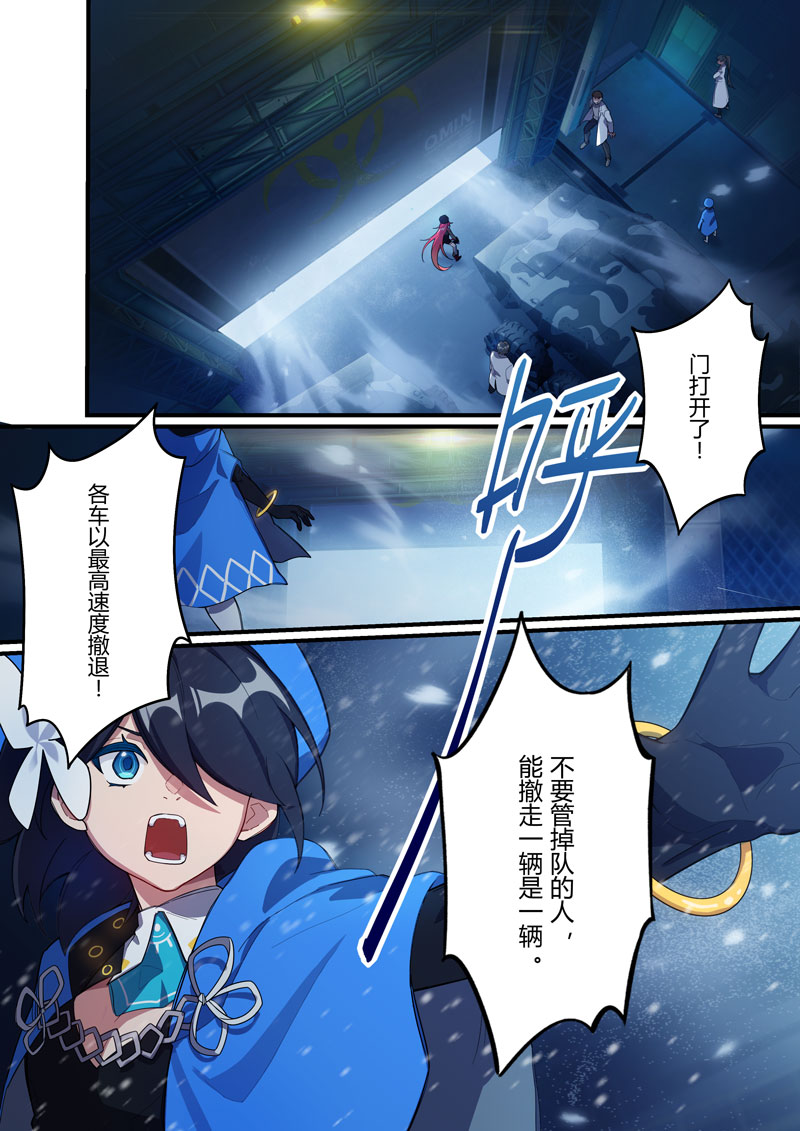 OMIN
门打开了！
呼
各车以最高速度撤退！
不要管掉队的人，
能撤走一辆是一辆。